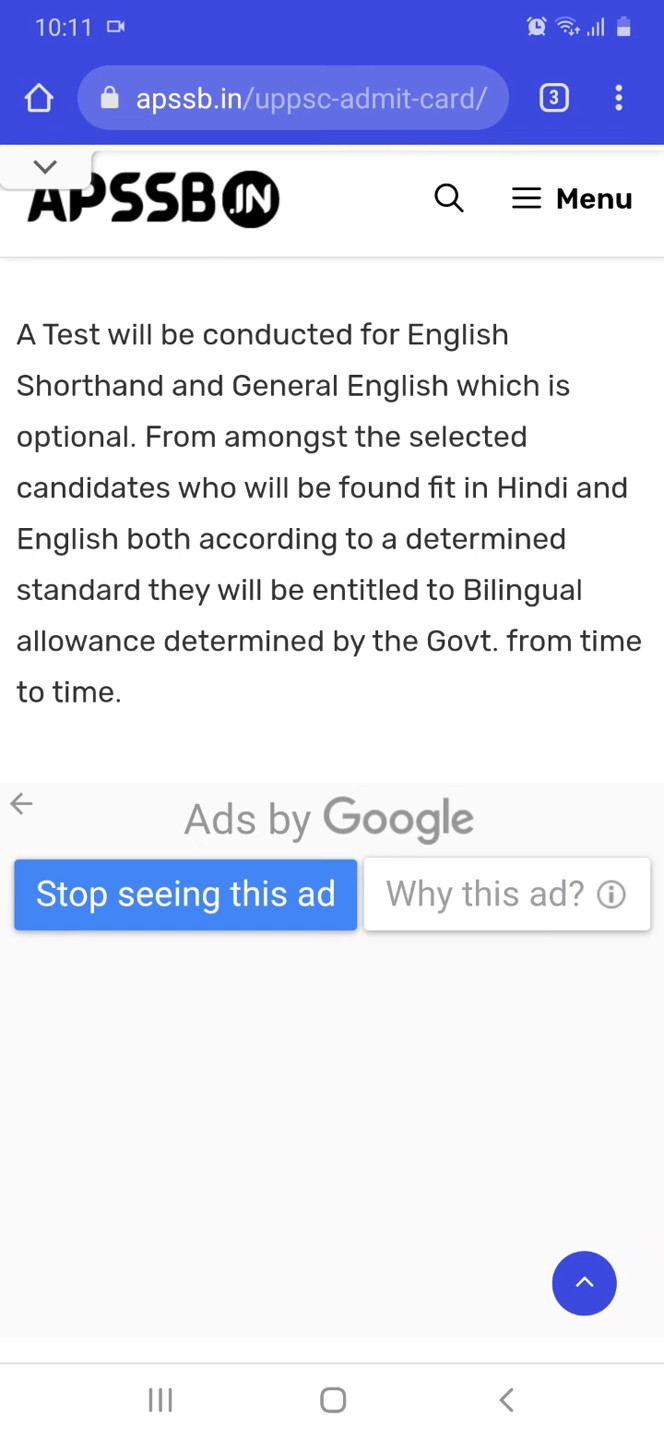 10:11
apssb.in/uppsc-admit-card/
3
APSSB.IN
Menu
A Test will be conducted for English
Shorthand and General English which is
optional. From amongst the selected
candidates who will be found fit in Hindi and
English both according to a determined
standard they will be entitled to Bilingual
allowance determined by the Govt. from time
to time.
Ads by Google
Stop seeing this ad
Why this ad?